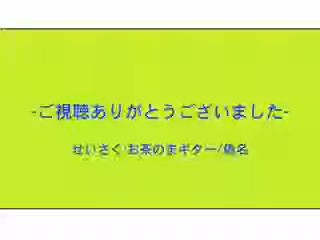 -ご視聴ありがとうございました-
せいさく お茶のまギター/偽名